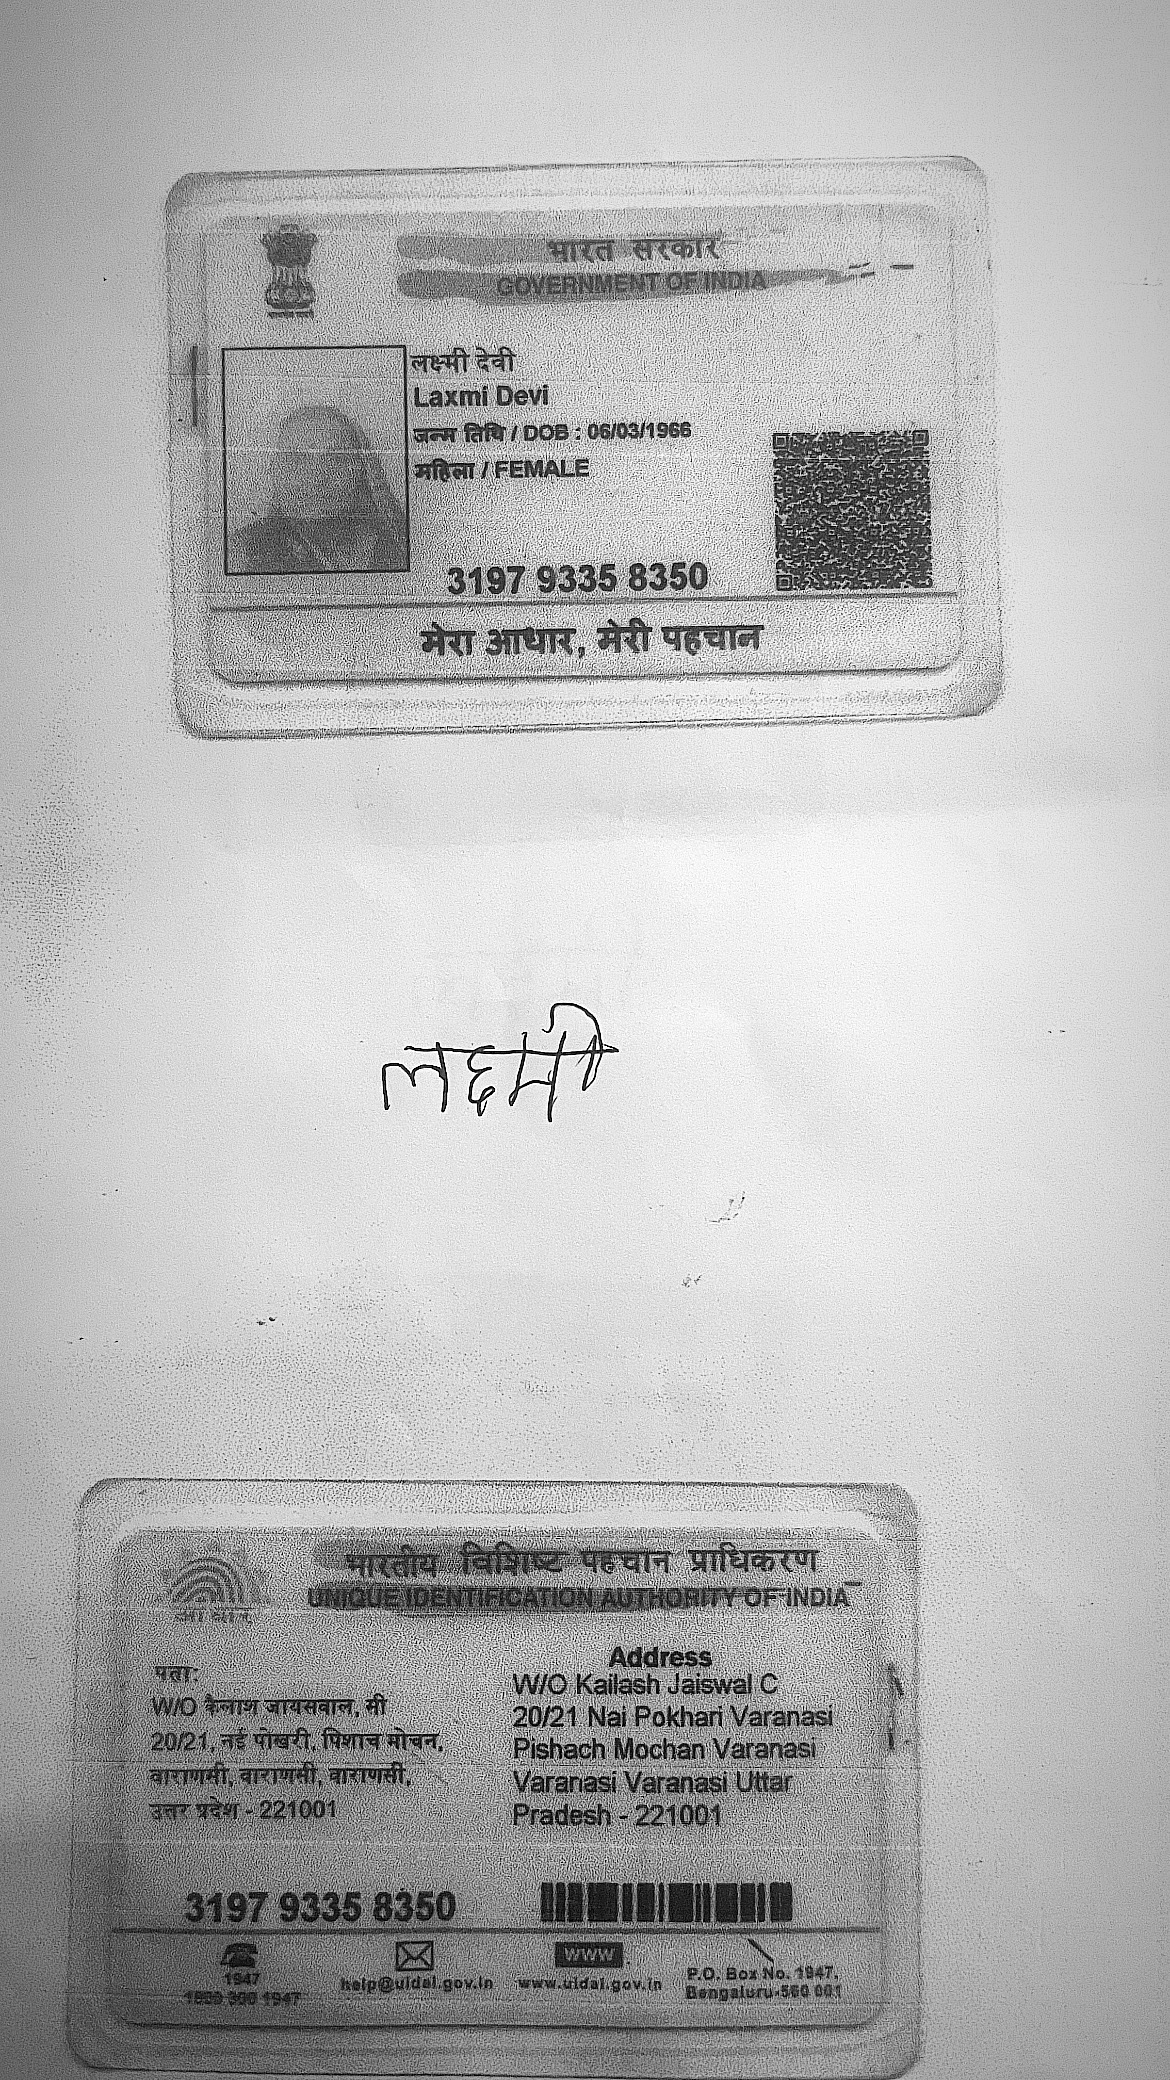 भारत सरकार
GOVERNMENT OF INDIA
लक्ष्मी देवी
Laxmi Devi
जन्म तिथि / DOB : 06/03/1966
महिला / FEMALE
3197 9335 8350
मेरा आधार, मेरी पहचान
लक्ष्मी
भारतीय विशिष्ट पहचान प्राधिकरण
UNIQUE IDENTIFICATION AUTHORITY OF INDIA
पता:
W/O कैलाश जायसवाल, सी
20/21, नई पोखरी, पिशाच मोचन,
वाराणसी, वाराणसी, वाराणसी,
उत्तर प्रदेश - 221001
Address
W/O Kailash Jaiswal C
20/21 Nai Pokhari Varanasi
Pishach Mochan Varanasi
Varanasi Varanasi Uttar
Pradesh - 221001
3197 9335 8350
1947
1800 300 1947
help@uidai.gov.in
www
www.uidai.gov.in
P.O. Box No. 1947,
Bengaluru-560 001